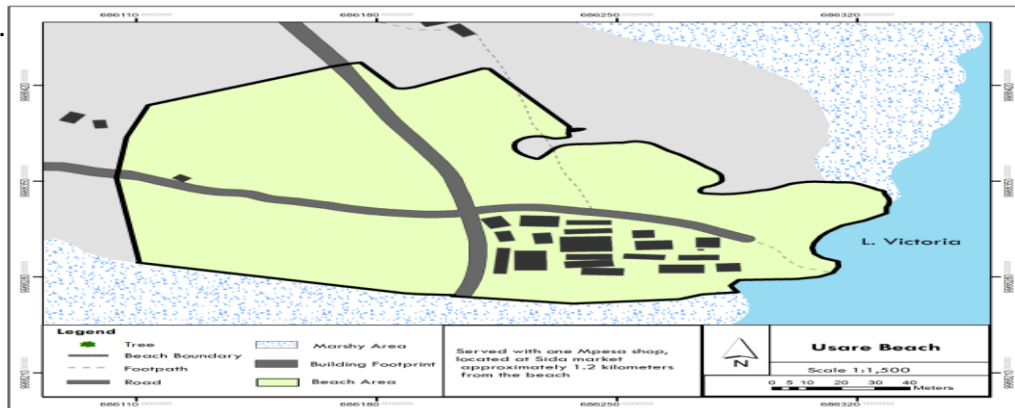 686110 686180 686250 686320
L. Victoria
Legend
Tree
Beach Boundary
Footpath
Road
Marshy Area
Building Footprint
Beach Area
Served with one Mpesa shop,
located at Sida market
approximately 1.2 kilometers
from the beach
N
Usare Beach
Scale 1:1,500
0 5 10 20 30 40
Meters
686110 686180 686250 686320